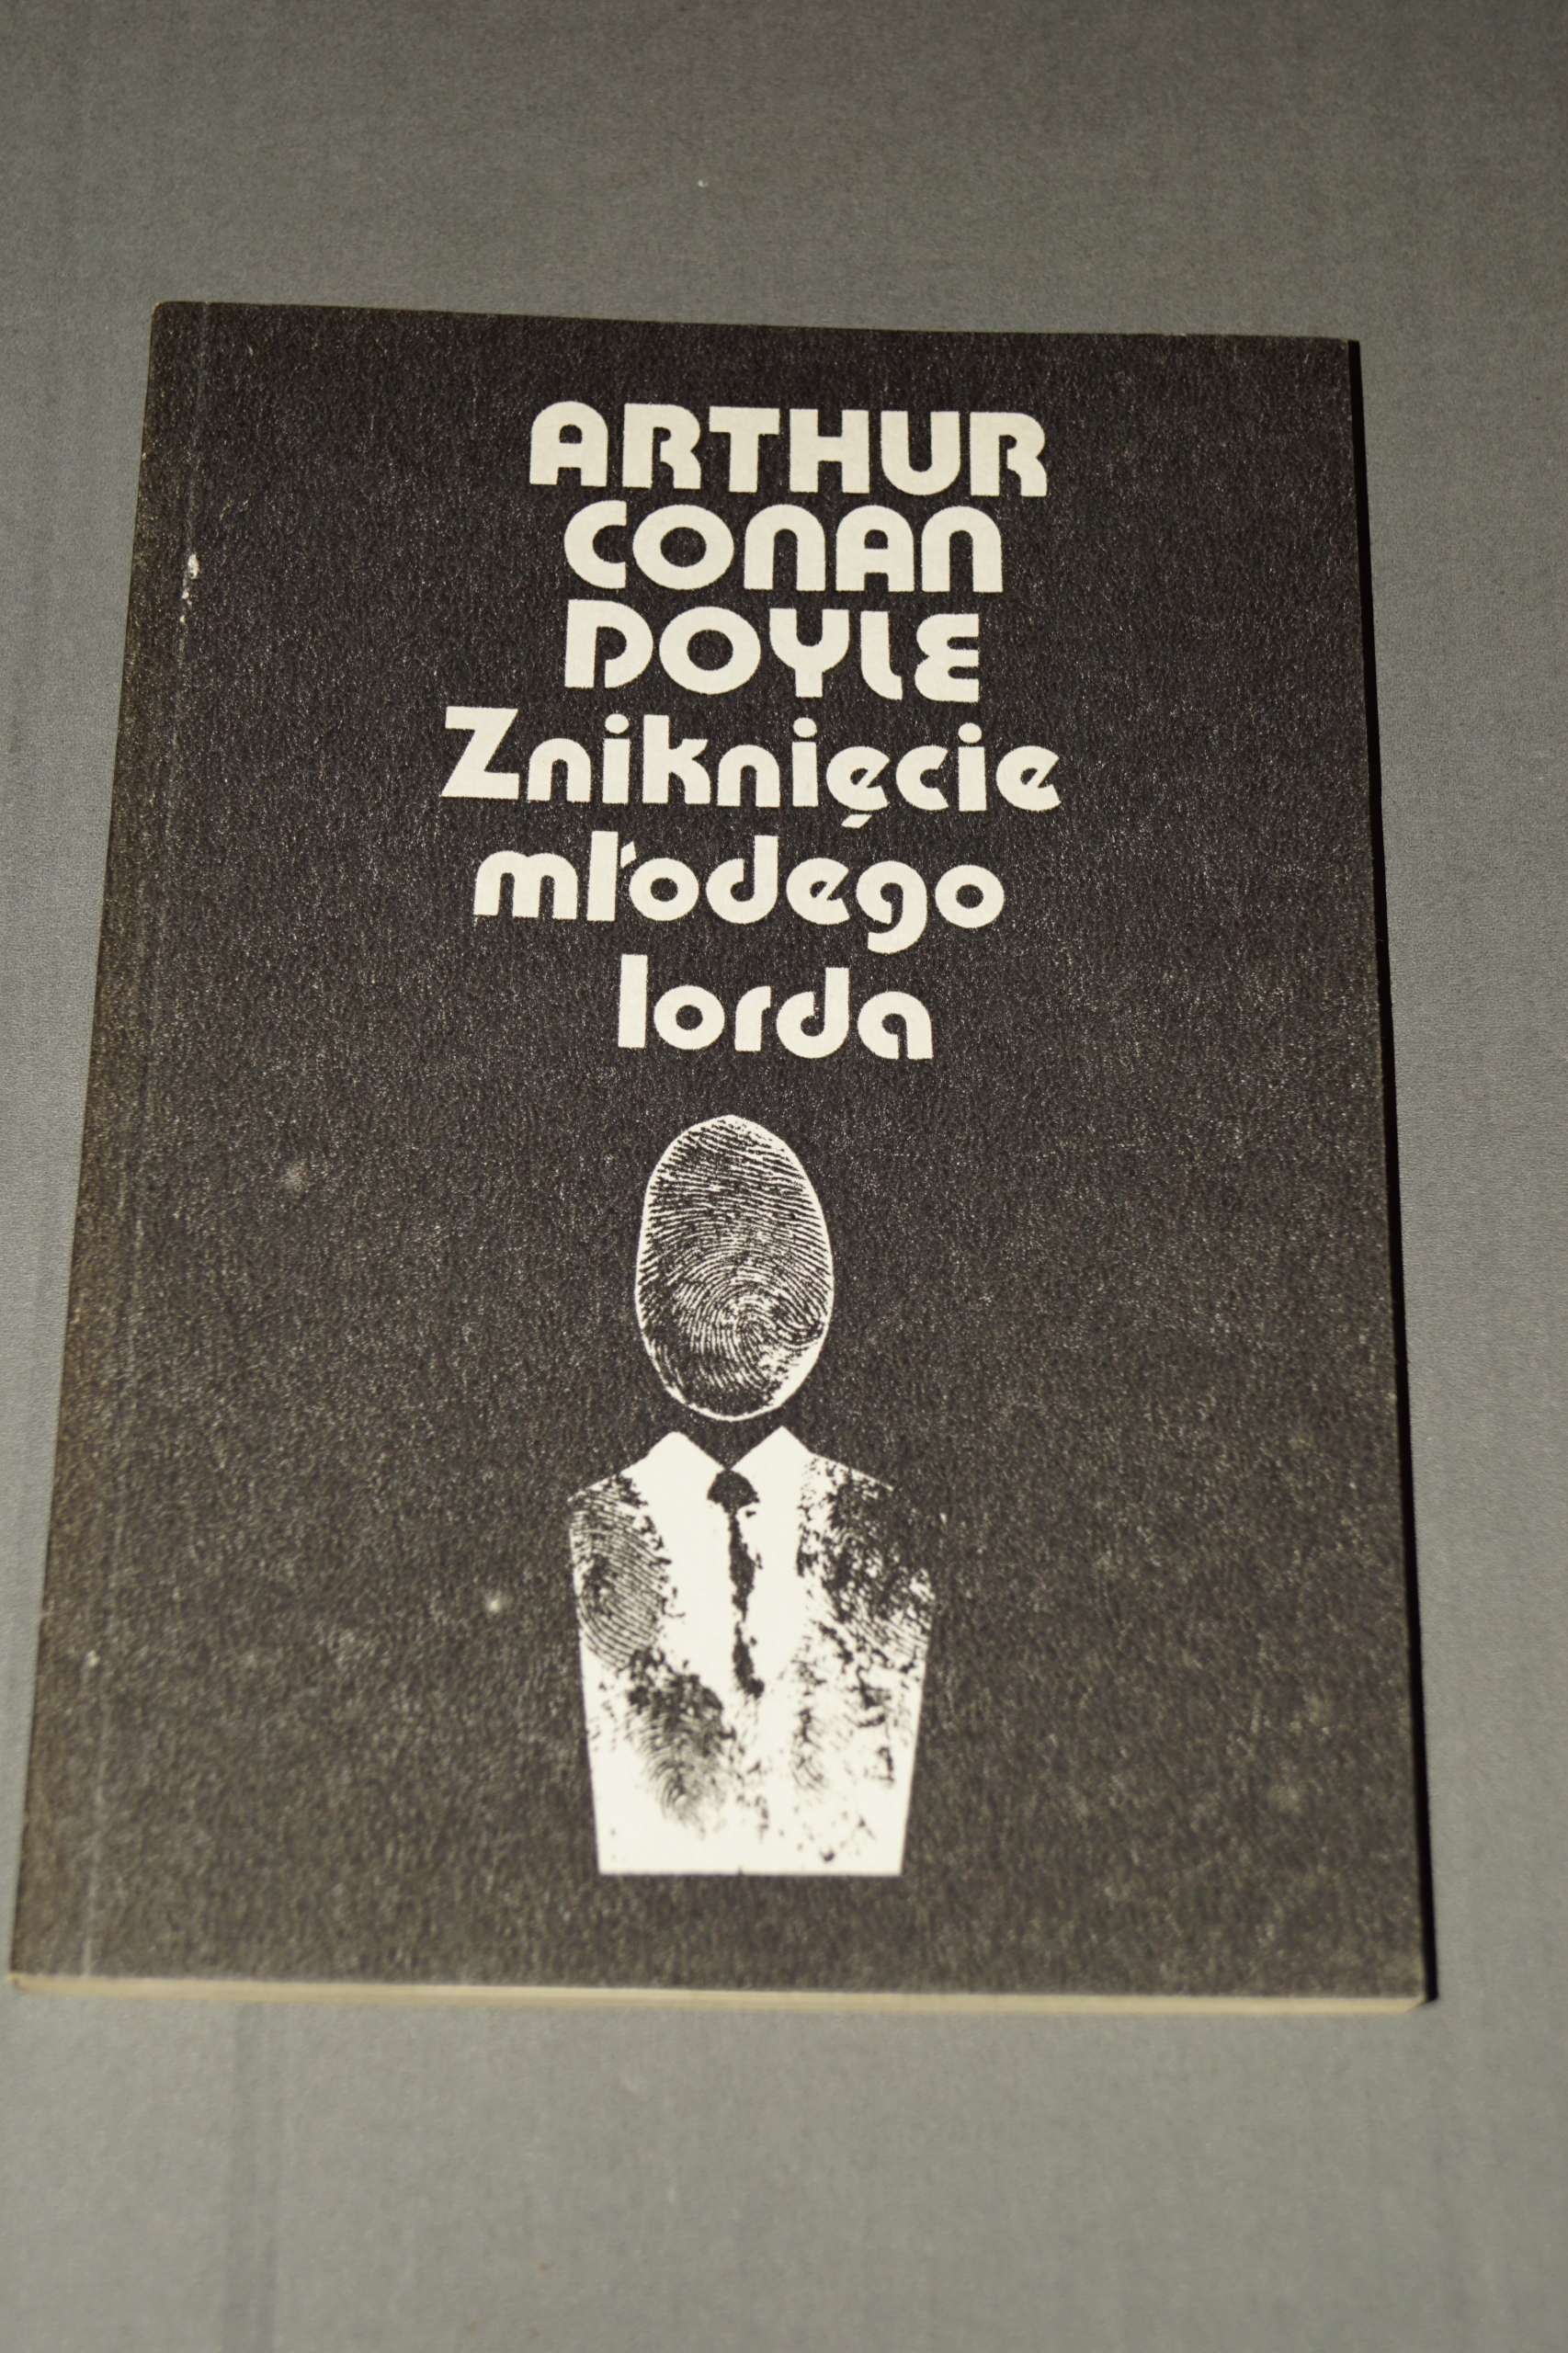 ARTHUR
CONAN
DOYLE
Zniknięcie
młodego
lorda